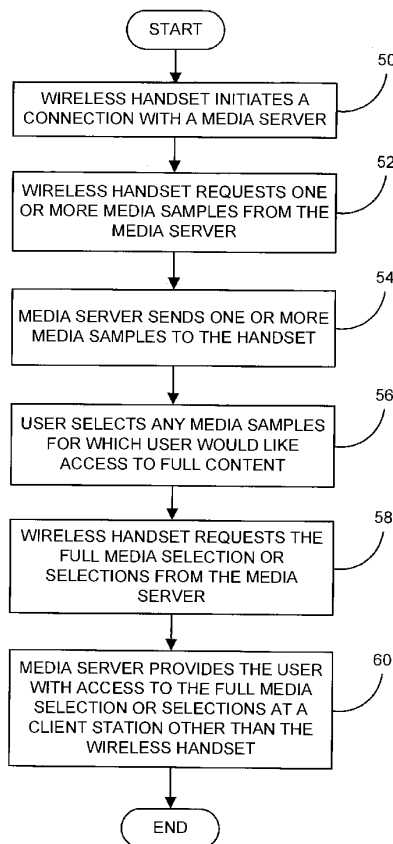 START
50
WIRELESS HANDSET INITIATES A
CONNECTION WITH A MEDIA SERVER
52
WIRELESS HANDSET REQUESTS ONE
OR MORE MEDIA SAMPLES FROM THE
MEDIA SERVER
54
MEDIA SERVER SENDS ONE OR MORE
MEDIA SAMPLES TO THE HANDSET
56
USER SELECTS ANY MEDIA SAMPLES
FOR WHICH USER WOULD LIKE
ACCESS TO FULL CONTENT
58
WIRELESS HANDSET REQUESTS THE
FULL MEDIA SELECTION OR
SELECTIONS FROM THE MEDIA
SERVER
60
MEDIA SERVER PROVIDES THE USER
WITH ACCESS TO THE FULL MEDIA
SELECTION OR SELECTIONS AT A
CLIENT STATION OTHER THAN THE
WIRELESS HANDSET
END